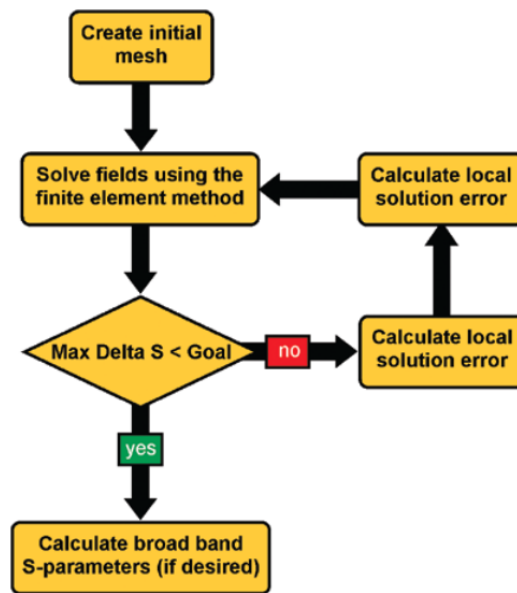 Create initial
mesh
Solve fields using the
finite element method
Calculate local
solution error
Max Delta S < Goal
no
Calculate local
solution error
yes
Calculate broad band
S-parameters (if desired)